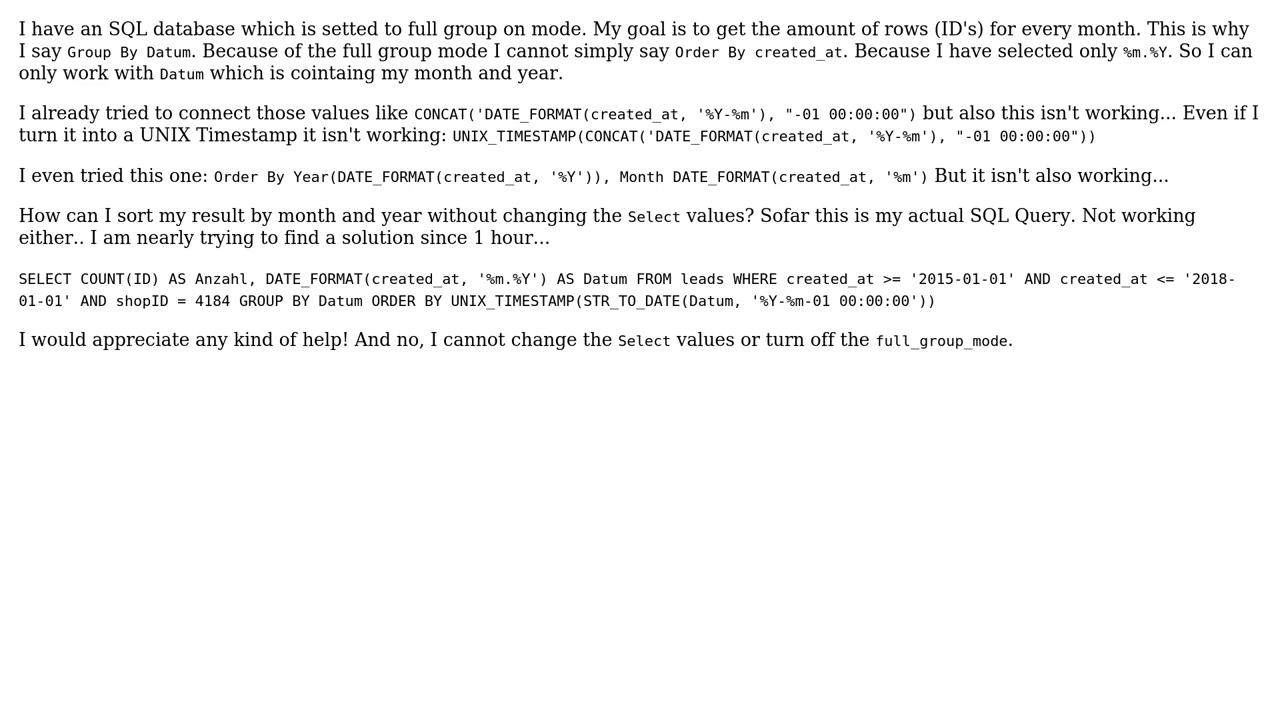 I have an SQL database which is setted to full group on mode. My goal is to get the amount of rows (ID's) for every month. This is why
I say Group By Datum. Because of the full group mode I cannot simply say Order By created_at. Because I have selected only %m.%Y. So I can
only work with Datum which is cointaing my month and year.
I already tried to connect those values like CONCAT('DATE_FORMAT(created_at, '%Y-%m'), "-01 00:00:00") but also this isn't working... Even if I
turn it into a UNIX Timestamp it isn't working: UNIX_TIMESTAMP(CONCAT('DATE_FORMAT(created_at, '%Y-%m'), "-01 00:00:00"))
I even tried this one: Order By Year(DATE_FORMAT(created_at, '%Y')), Month DATE_FORMAT(created_at, '%m') But it isn't also working...
How can I sort my result by month and year without changing the Select values? Sofar this is my actual SQL Query. Not working
either.. I am nearly trying to find a solution since 1 hour...
SELECT COUNT(ID) AS Anzahl, DATE_FORMAT(created_at, '%m.%Y') AS Datum FROM leads WHERE created_at >= '2015-01-01' AND created_at <= '2018-
01-01' AND shopID = 4184 GROUP BY Datum ORDER BY UNIX_TIMESTAMP(STR_TO_DATE(Datum, '%Y-%m-01 00:00:00'))
I would appreciate any kind of help! And no, I cannot change the Select values or turn off the full_group_mode.